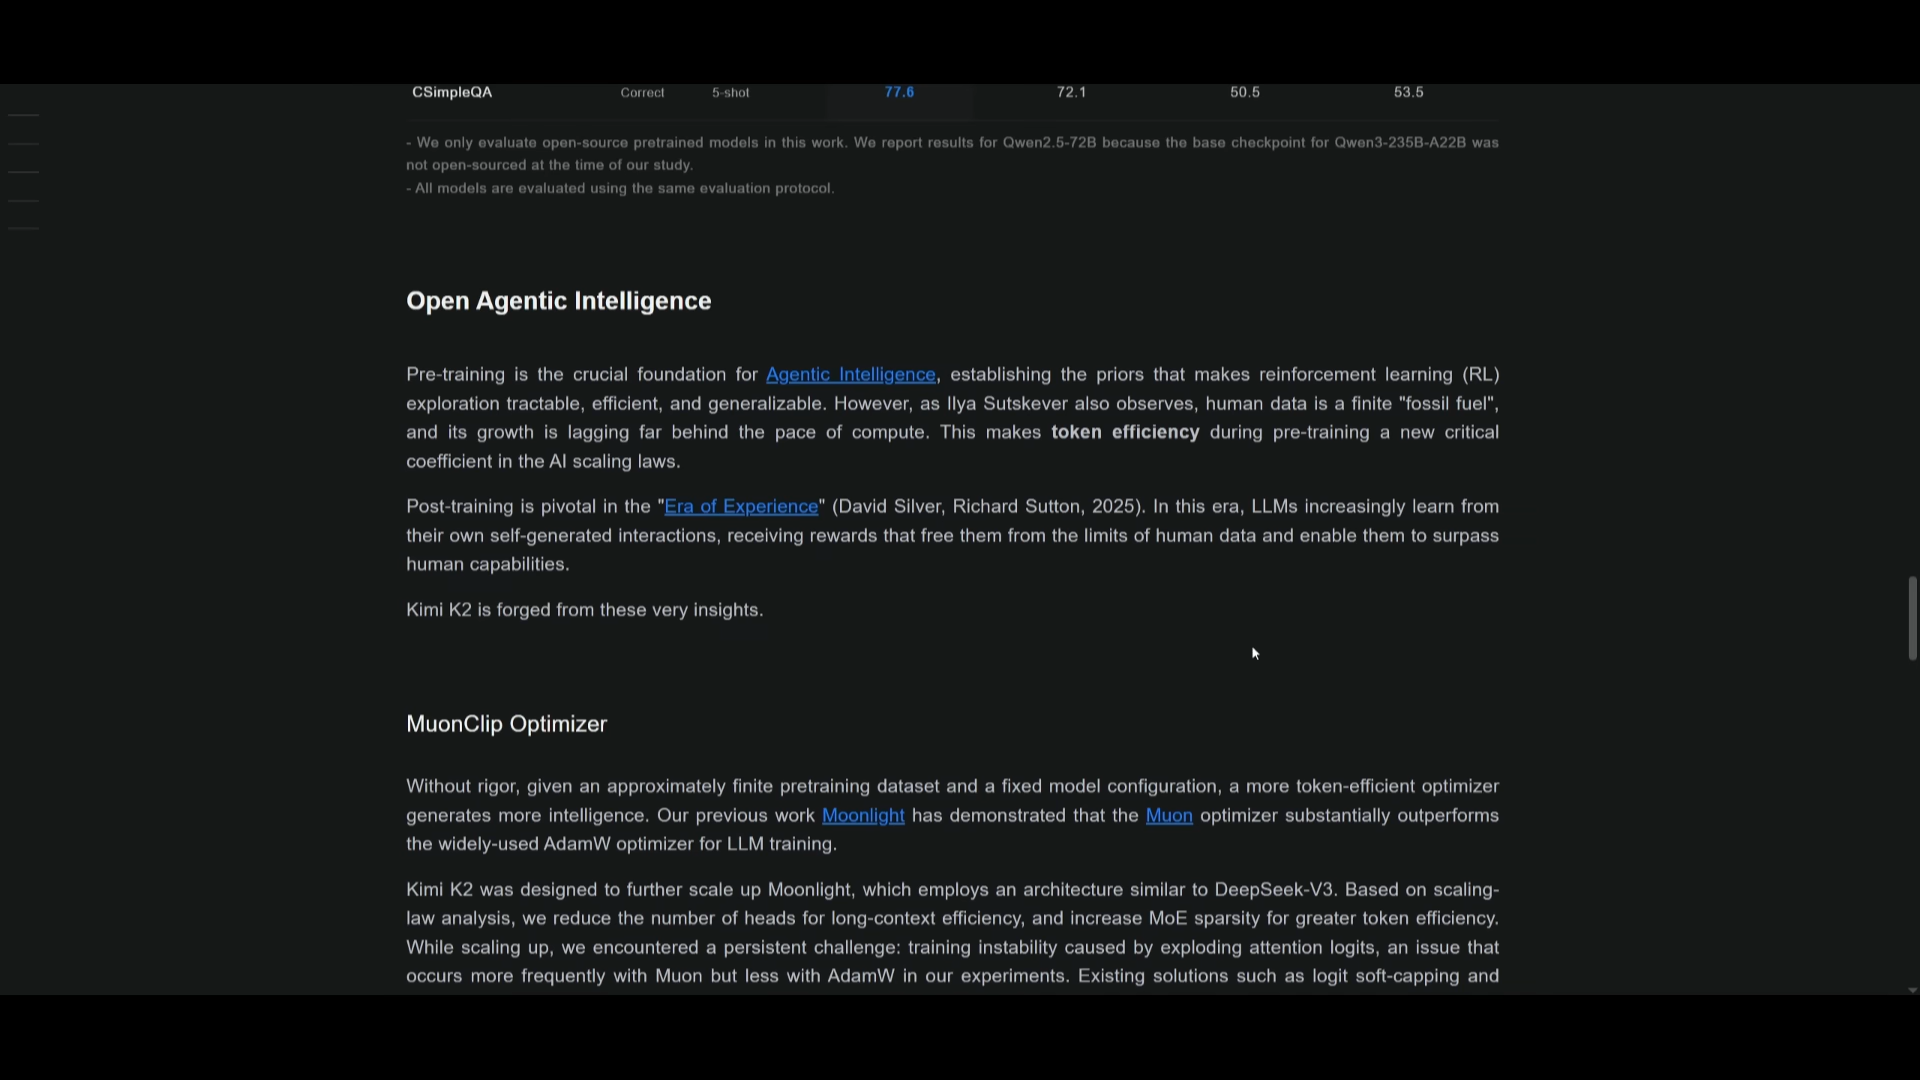 CSimpleQA Correct 5-shot 77.6 72.1 50.5 53.5
- We only evaluate open-source pretrained models in this work. We report results for Qwen2.5-72B because the base checkpoint for Qwen3-235B-A22B was
not open-sourced at the time of our study.
- All models are evaluated using the same evaluation protocol.
Open Agentic Intelligence
Pre-training is the crucial foundation for Agentic Intelligence, establishing the priors that makes reinforcement learning (RL)
exploration tractable, efficient, and generalizable. However, as Ilya Sutskever also observes, human data is a finite "fossil fuel",
and its growth is lagging far behind the pace of compute. This makes token efficiency during pre-training a new critical
coefficient in the AI scaling laws.
Post-training is pivotal in the "Era of Experience" (David Silver, Richard Sutton, 2025). In this era, LLMs increasingly learn from
their own self-generated interactions, receiving rewards that free them from the limits of human data and enable them to surpass
human capabilities.
Kimi K2 is forged from these very insights.
MuonClip Optimizer
Without rigor, given an approximately finite pretraining dataset and a fixed model configuration, a more token-efficient optimizer
generates more intelligence. Our previous work Moonlight has demonstrated that the Muon optimizer substantially outperforms
the widely-used AdamW optimizer for LLM training.
Kimi K2 was designed to further scale up Moonlight, which employs an architecture similar to DeepSeek-V3. Based on scaling-
law analysis, we reduce the number of heads for long-context efficiency, and increase MoE sparsity for greater token efficiency.
While scaling up, we encountered a persistent challenge: training instability caused by exploding attention logits, an issue that
occurs more frequently with Muon but less with AdamW in our experiments. Existing solutions such as logit soft-capping and